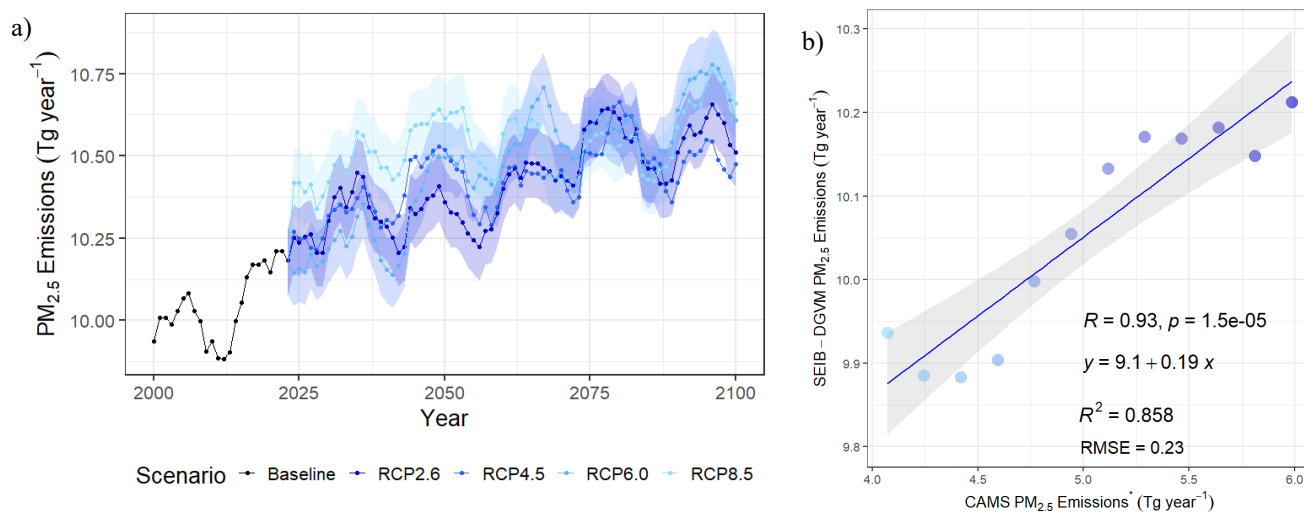 a)
PM2.5 Emissions (Tg year−1)
10.75
10.50
10.25
10.00
2000 2025 2050 2075 2100
Year
Scenario Baseline RCP2.6 RCP4.5 RCP6.0 RCP8.5
b)
SEIB−DGVM PM2.5 Emissions (Tg year−1)
10.3
10.2
10.1
10.0
9.9
9.8
R = 0.93, p = 1.5e-05
y = 9.1 + 0.19 x
R2 = 0.858
RMSE = 0.23
4.0 4.5 5.0 5.5 6.0
CAMS PM2.5 Emissions* (Tg year−1)